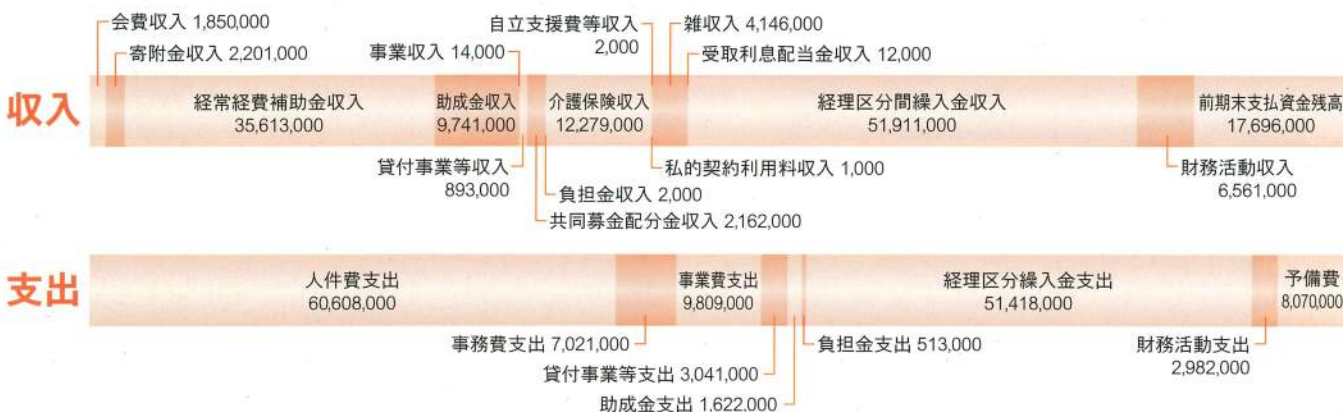 会費収入 1,850,000
寄附金収入 2,201,000
事業収入 14,000
自立支援費等収入
2,000
雑収入 4,146,000
受取利息配当金収入 12,000
収入
経常経費補助金収入
35,613,000
助成金収入
9,741,000
介護保険収入
12,279,000
経理区分間繰入金収入
51,911,000
前期末支払資金残高
17,696,000
貸付事業等収入
893,000
負担金収入 2,000
共同募金配分金収入 2,162,000
私的契約利用料収入 1,000
財務活動収入
6,561,000
支出
人件費支出
60,608,000
事業費支出
9,809,000
経理区分繰入金支出
51,418,000
予備費
8,070,000
事務費支出 7,021,000
貸付事業等支出 3,041,000
助成金支出 1,622,000
負担金支出 513,000
財務活動支出
2,982,000